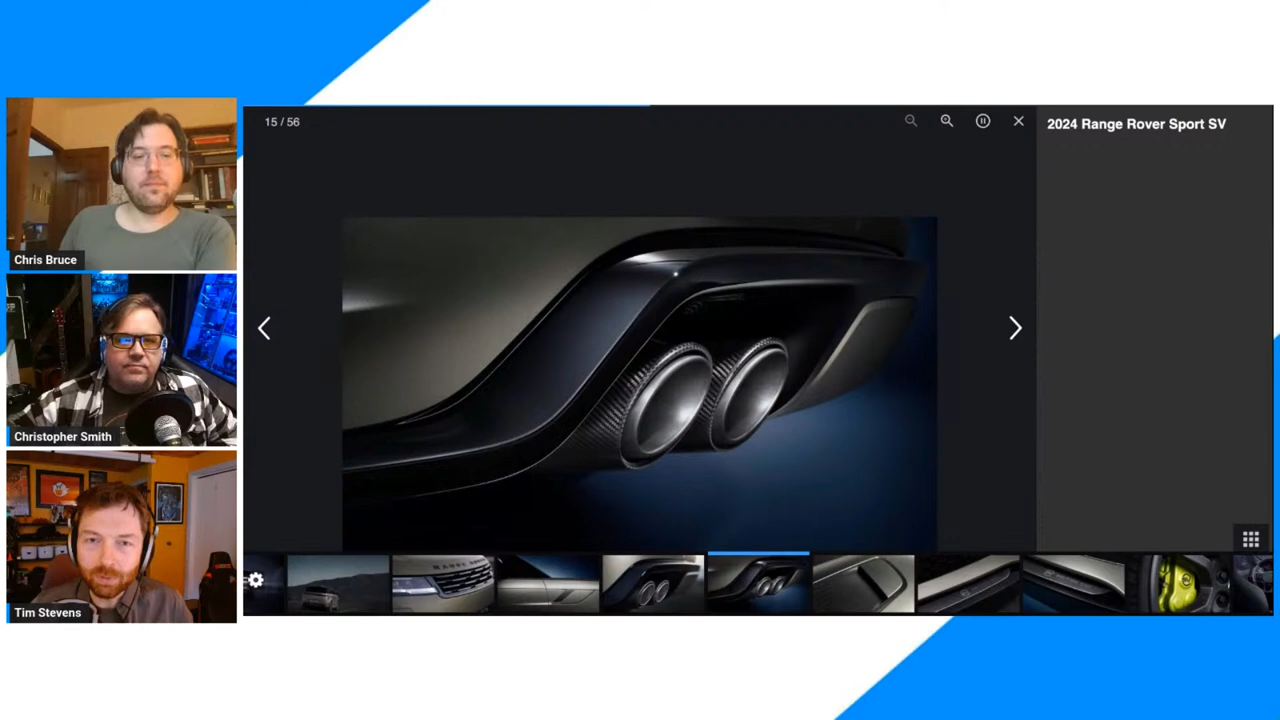 15 / 56
2024 Range Rover Sport SV
Chris Bruce
Christopher Smith
Tim Stevens